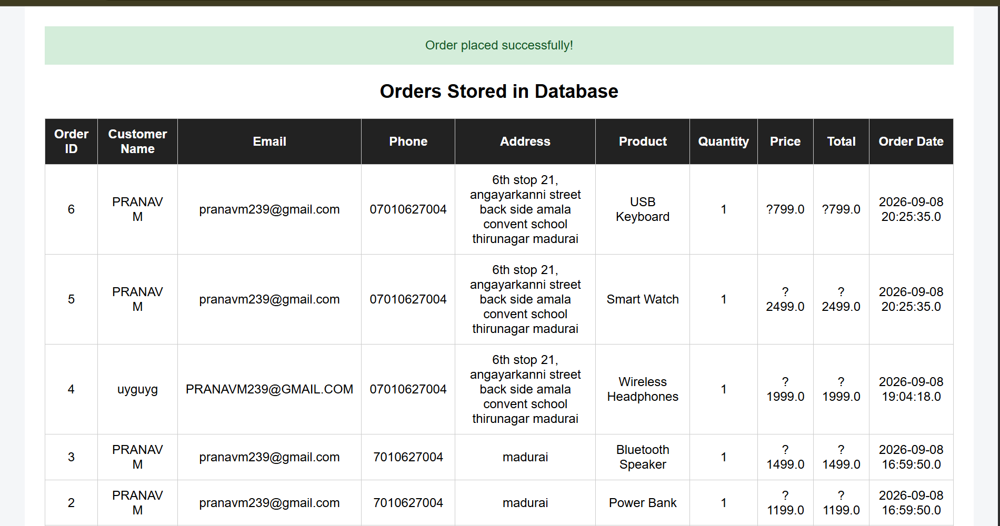 Order placed successfully!
Orders Stored in Database
Order ID Customer Name Email Phone Address Product Quantity Price Total Order Date
6 PRANAV M pranavm239@gmail.com 07010627004 6th stop 21, angayarkanni street back side amala convent school thirunagar madurai USB Keyboard 1 ?799.0 ?799.0 2026-09-08 20:25:35.0
5 PRANAV M pranavm239@gmail.com 07010627004 6th stop 21, angayarkanni street back side amala convent school thirunagar madurai Smart Watch 1 ? 2499.0 ? 2499.0 2026-09-08 20:25:35.0
4 uyguyg PRANAVM239@GMAIL.COM 07010627004 6th stop 21, angayarkanni street back side amala convent school thirunagar madurai Wireless Headphones 1 ? 1999.0 ? 1999.0 2026-09-08 19:04:18.0
3 PRANAV M pranavm239@gmail.com 7010627004 madurai Bluetooth Speaker 1 ? 1499.0 ? 1499.0 2026-09-08 16:59:50.0
2 PRANAV M pranavm239@gmail.com 7010627004 madurai Power Bank 1 ? 1199.0 ? 1199.0 2026-09-08 16:59:50.0